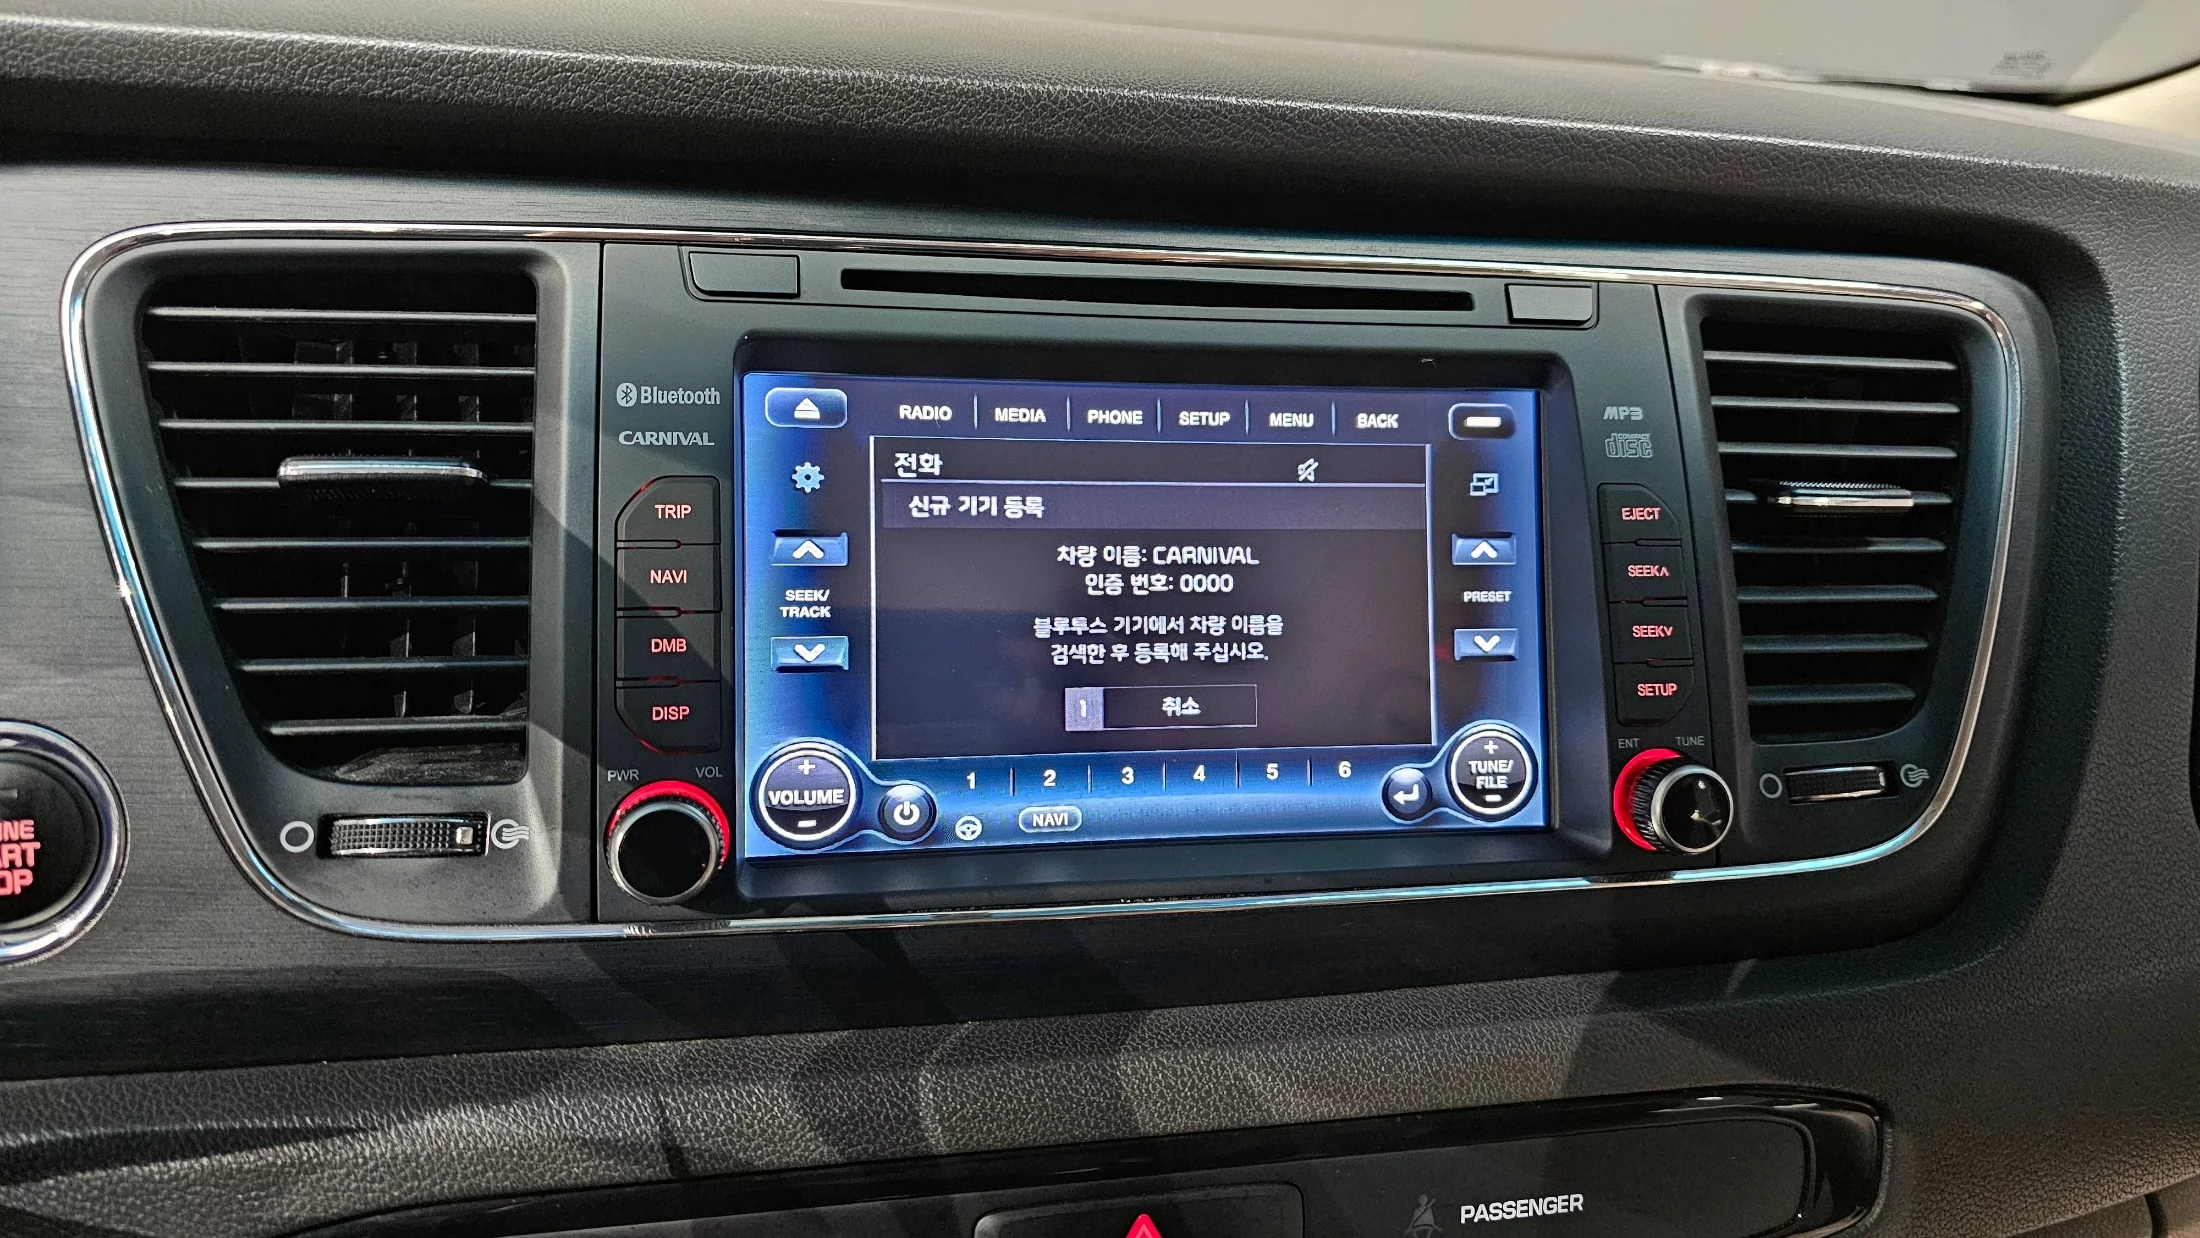 Bluetooth
CARNIVAL
TRIP
NAVI
DMB
DISP
PWR
VOL
RADIO
MEDIA
PHONE
SETUP
MENU
BACK
전화
신규 기기 등록
차량 이름: CARNIVAL
인증 번호: 0000
블루투스 기기에서 차량 이름을
검색한 후 등록해 주십시오.
1 취소
SEEK/
TRACK
PRESET
+
VOLUME
-
1
2
3
4
5
6
NAVI
+
TUNE/
FILE
-
MP3
COMPACT
disc
EJECT
SEEK∧
SEEK∨
SETUP
ENT
TUNE
PASSENGER